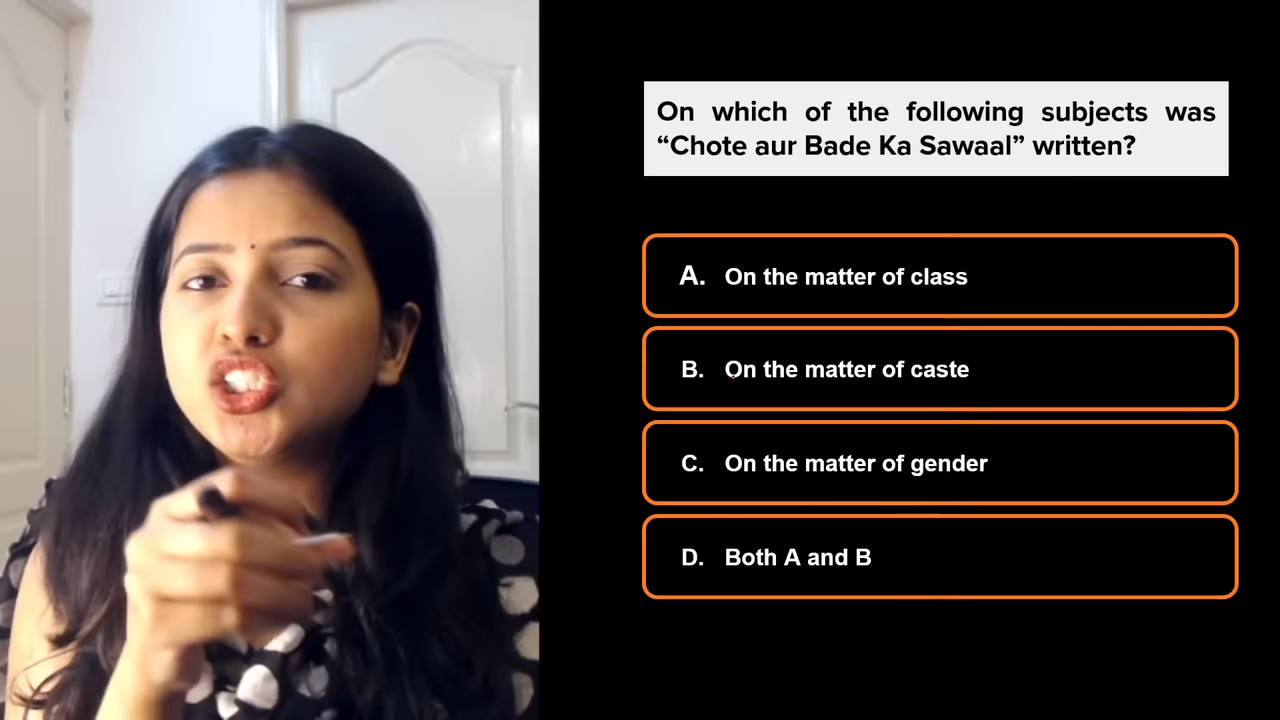 On which of the following subjects was
“Chote aur Bade Ka Sawaal” written?
A. On the matter of class
B. On the matter of caste
C. On the matter of gender
D. Both A and B